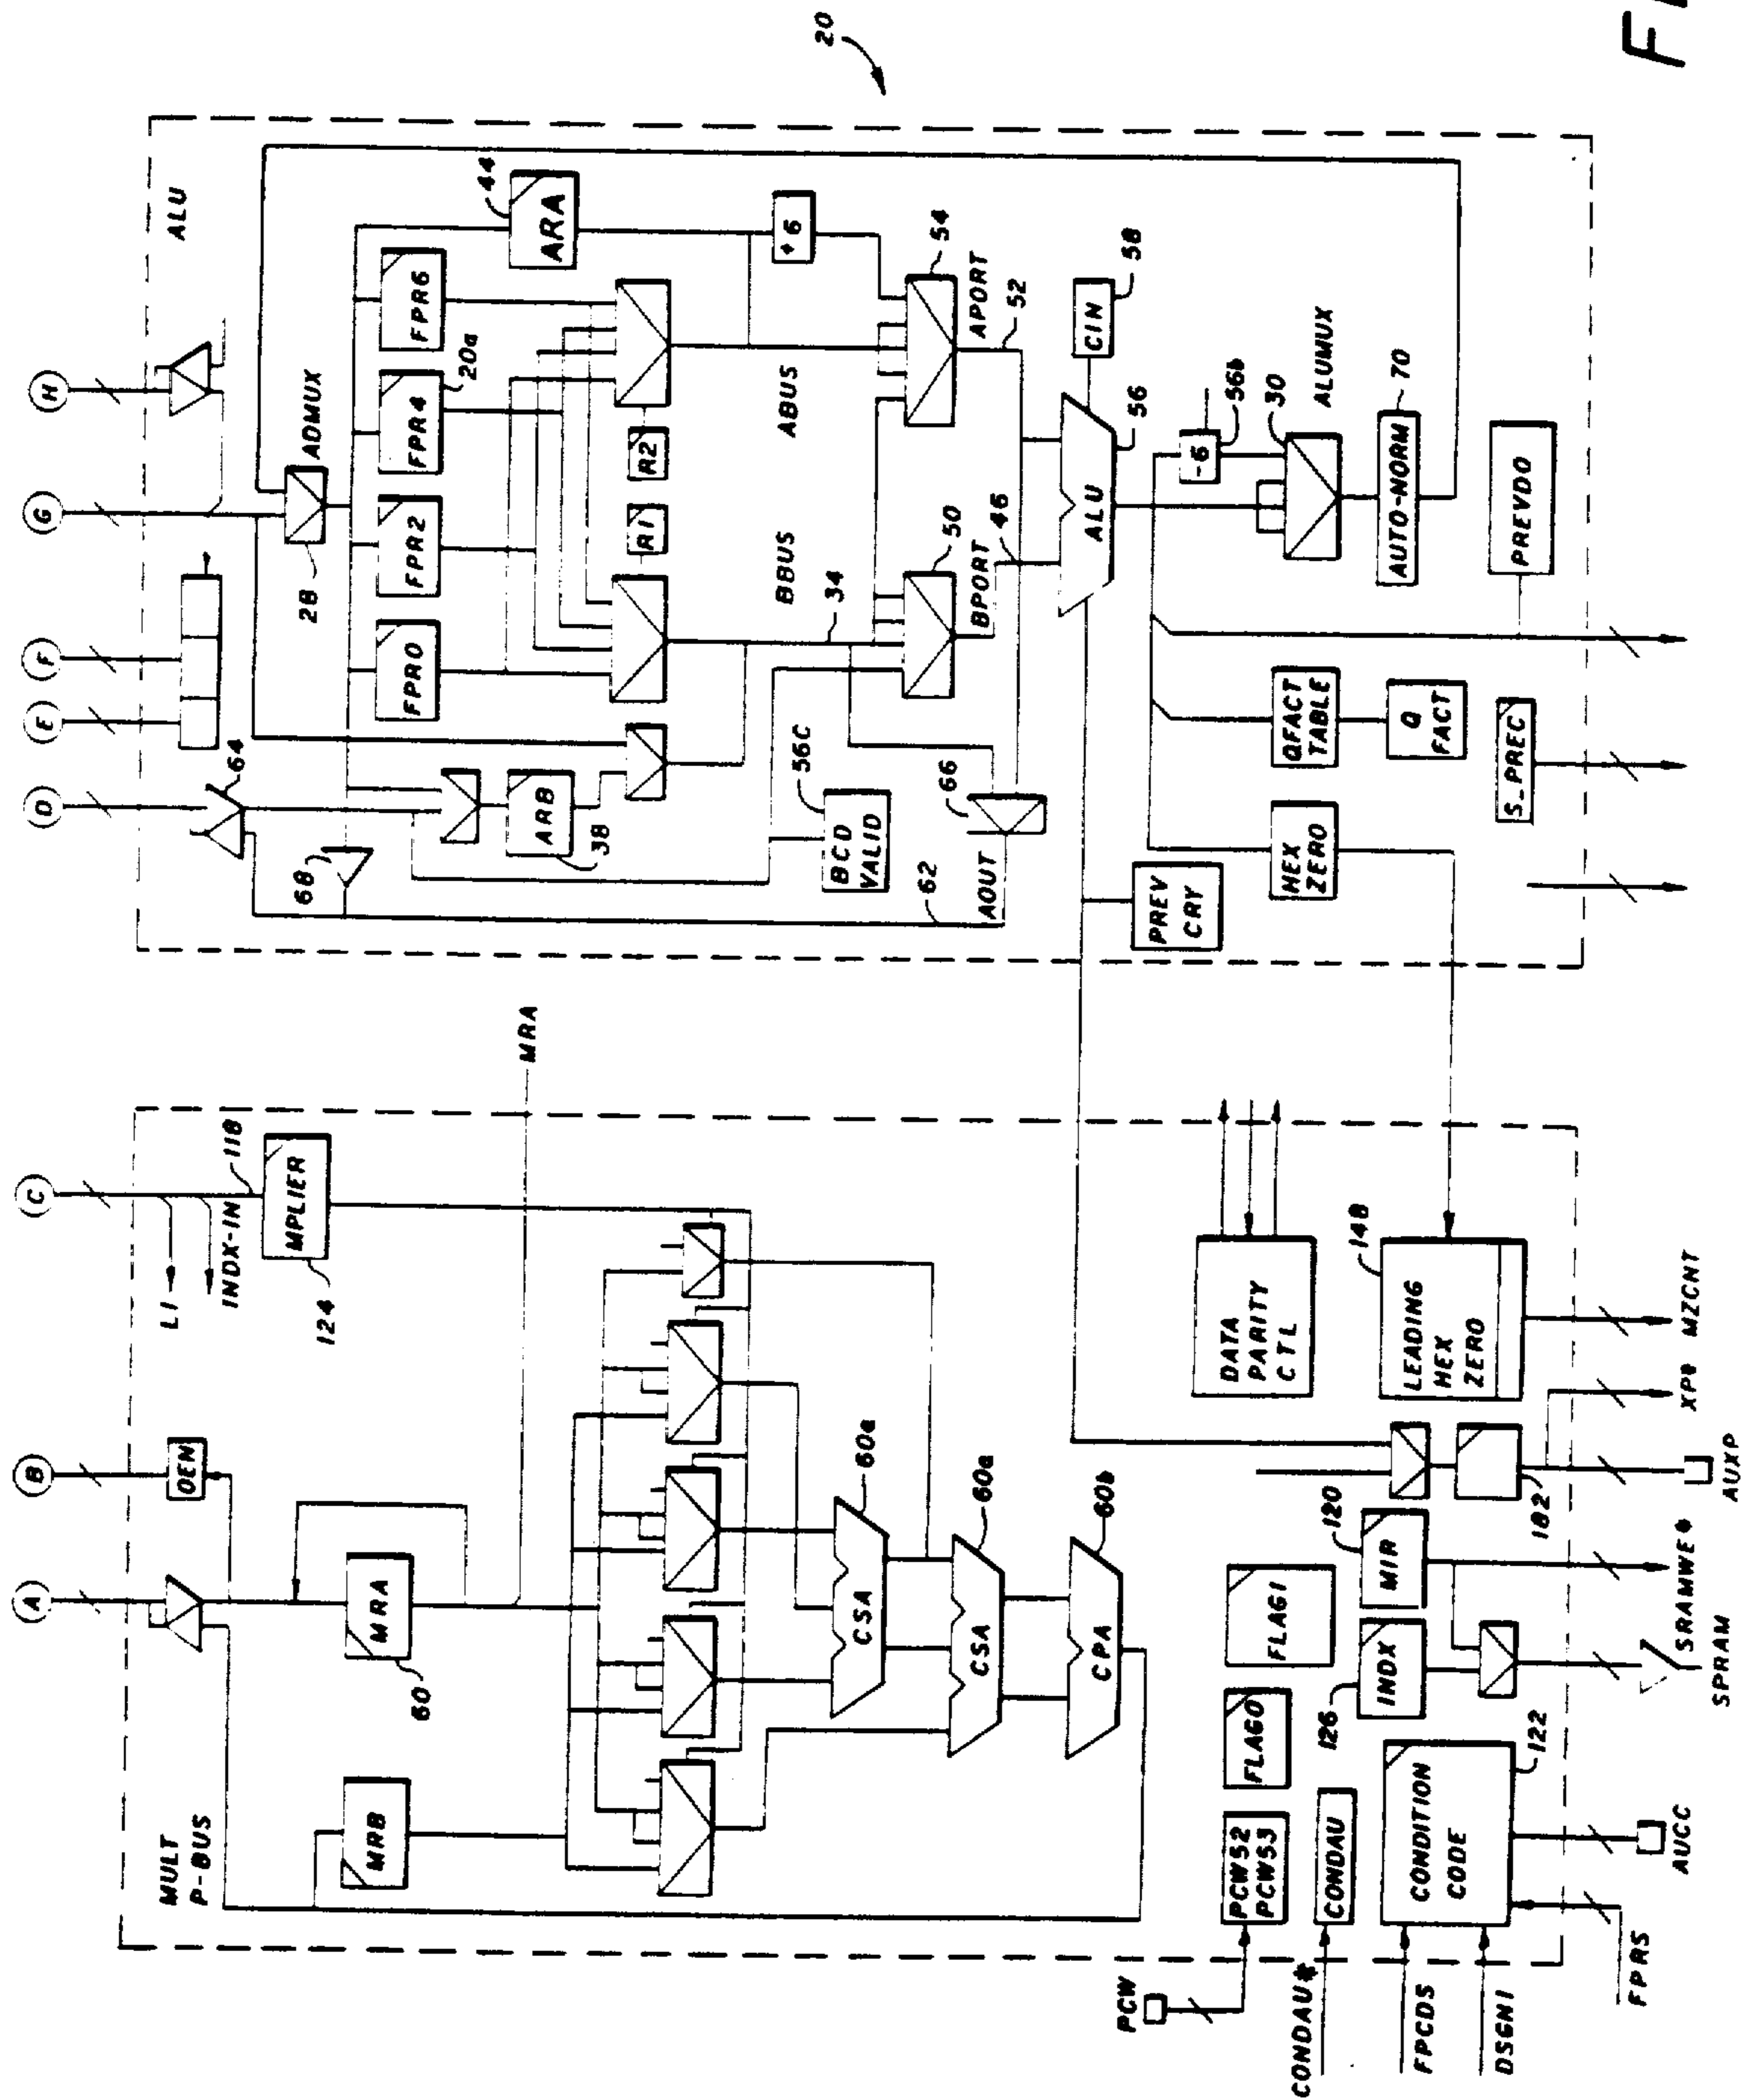 A
B
C
D
E
F
G
H
20
ALU
MULT
P-BUS
OEN
LI
INDX-IN
118
MPLIER
124
MRA
60
MRB
MRA
CSA
60a
CSA
60a
CPA
60b
64
68
28
ADMUX
FPR0
FPR2
FPR4
FPR6
20a
44
ARA
ARB
38
R1
R2
BBUS
ABUS
34
+6
56C
BCD
VALID
62
AOUT
66
50
BPORT
46
54
APORT
52
CIN
58
ALU
56
PREV
CRY
-6
56b
30
ALUMUX
AUTO-NORM
70
PREVDO
QFACT
TABLE
Q
FACT
HEX
ZERO
S_PREC
DATA
PARITY
CTL
148
LEADING
HEX
ZERO
MZCNT
182
AUXP
120
MIR
FLAG1
FLAG0
126
INDX
SPRAM
PCW52
PCW53
PCW
CONDAU
CONDAU*
CONDITION
CODE
122
AUCC
FPCDS
DSGN1
FPRS